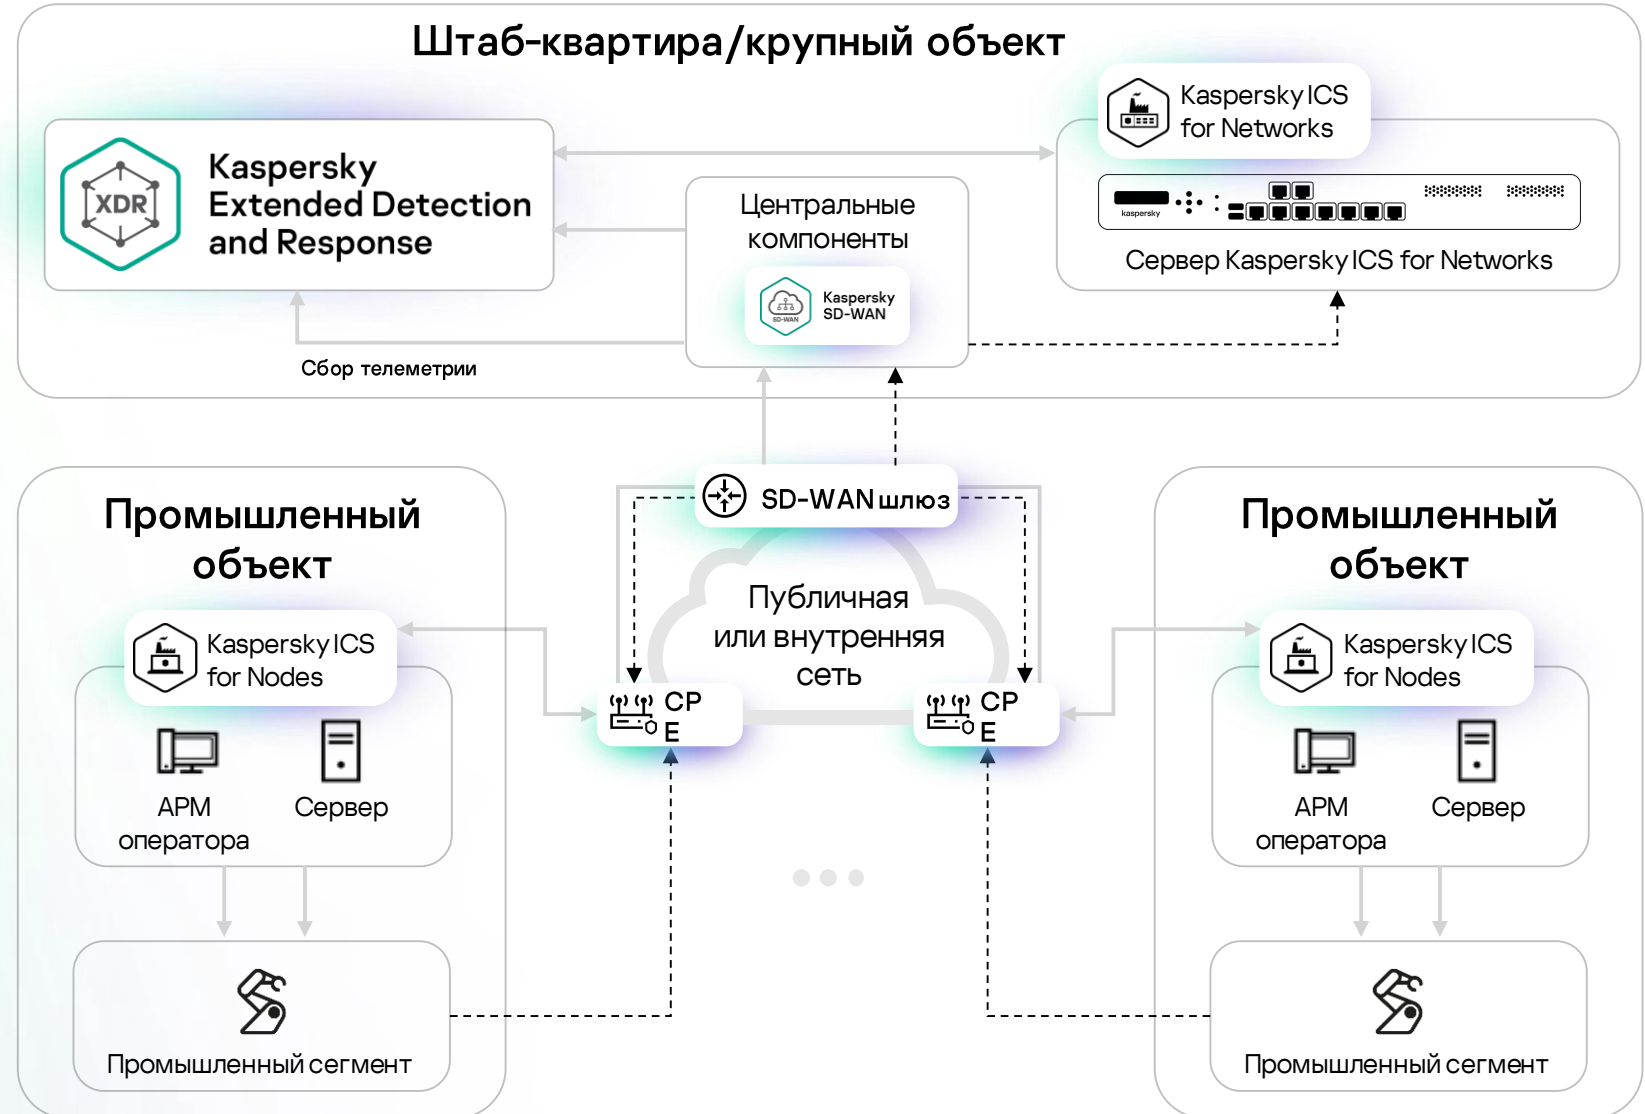 Штаб-квартира/крупный объект
Kaspersky ICS
for Networks
XDR
Kaspersky
Extended Detection
and Response
kaspersky
Сервер Kaspersky ICS for Networks
Центральные
компоненты
SD-WAN
Kaspersky
SD-WAN
Сбор телеметрии
SD-WAN шлюз
Публичная
или внутренняя
сеть
CP
E
CP
E
Промышленный
объект
Kaspersky ICS
for Nodes
АРМ
оператора
Сервер
Промышленный сегмент
Промышленный
объект
Kaspersky ICS
for Nodes
АРМ
оператора
Сервер
Промышленный сегмент